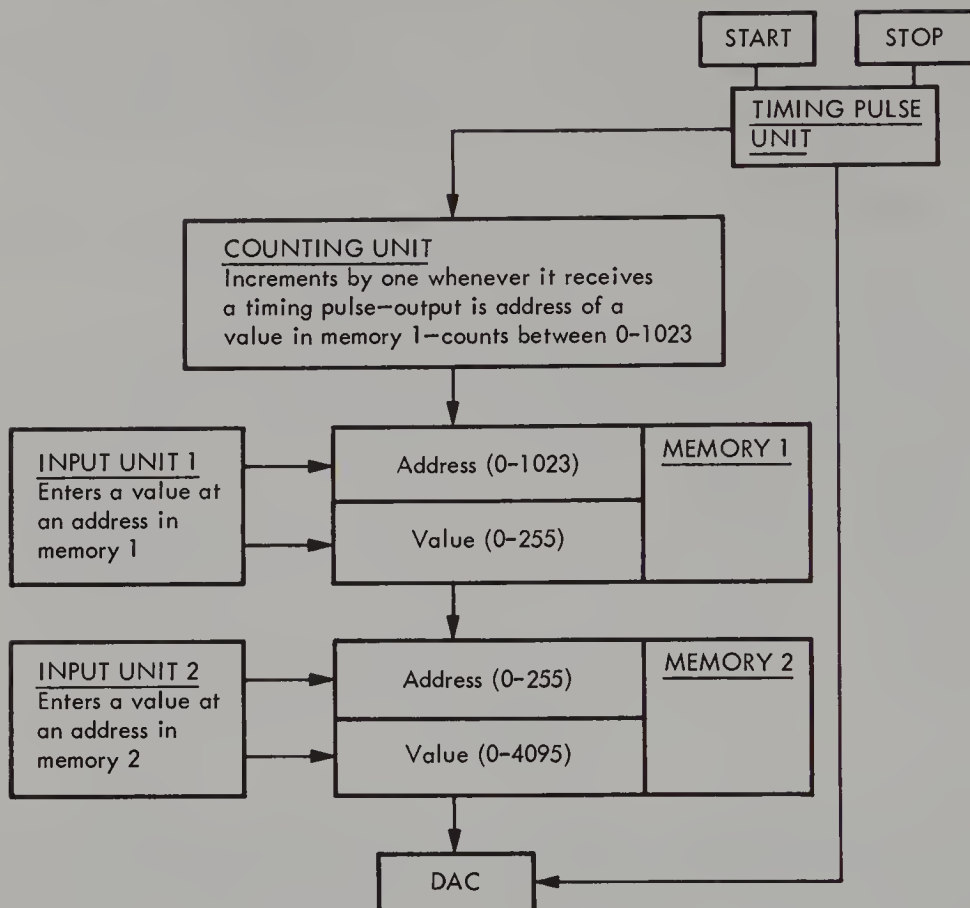 START
STOP
TIMING PULSE
UNIT
COUNTING UNIT
Increments by one whenever it receives
a timing pulse—output is address of a
value in memory 1—counts between 0-1023
INPUT UNIT 1
Enters a value at
an address in
memory 1
Address (0-1023)
Value (0-255)
MEMORY 1
INPUT UNIT 2
Enters a value at
an address in
memory 2
Address (0-255)
Value (0-4095)
MEMORY 2
DAC